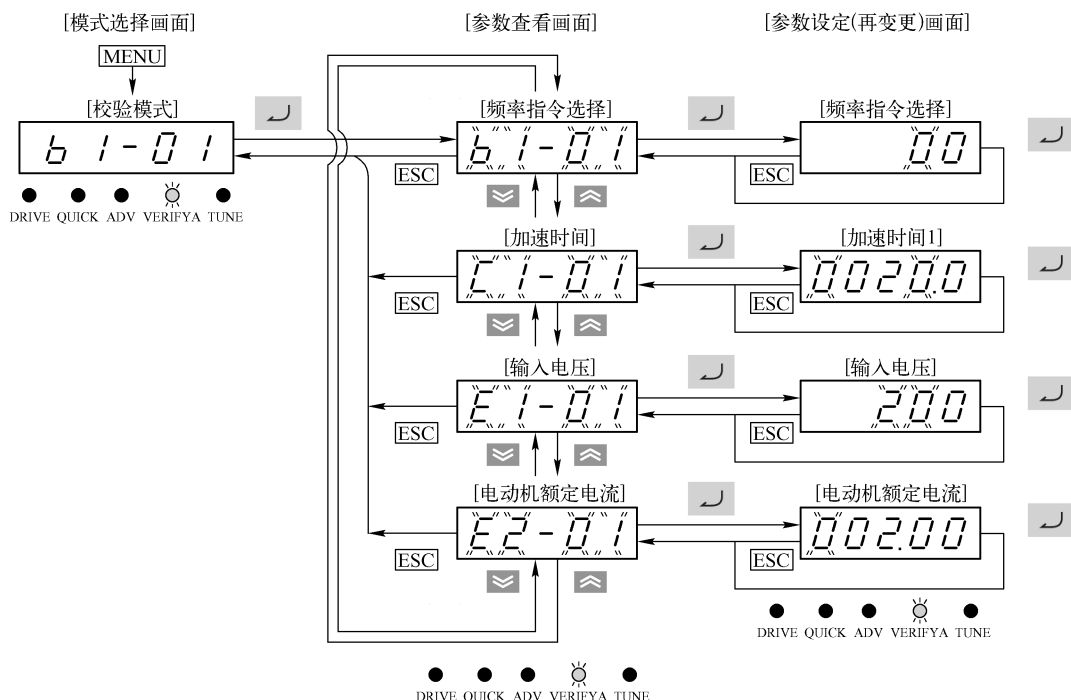 [模式选择画面]
[参数查看画面]
[参数设定(再变更)画面]
MENU
[校验模式]
b1-01
DRIVE QUICK ADV VERIFYA TUNE
[频率指令选择]
b1-01
ESC
[频率指令选择]
00
ESC
[加速时间]
C1-01
ESC
[加速时间1]
0020.0
ESC
[输入电压]
E1-01
ESC
[输入电压]
200
ESC
[电动机额定电流]
E2-01
ESC
[电动机额定电流]
002.00
ESC
DRIVE QUICK ADV VERIFYA TUNE
DRIVE QUICK ADV VERIFYA TUNE